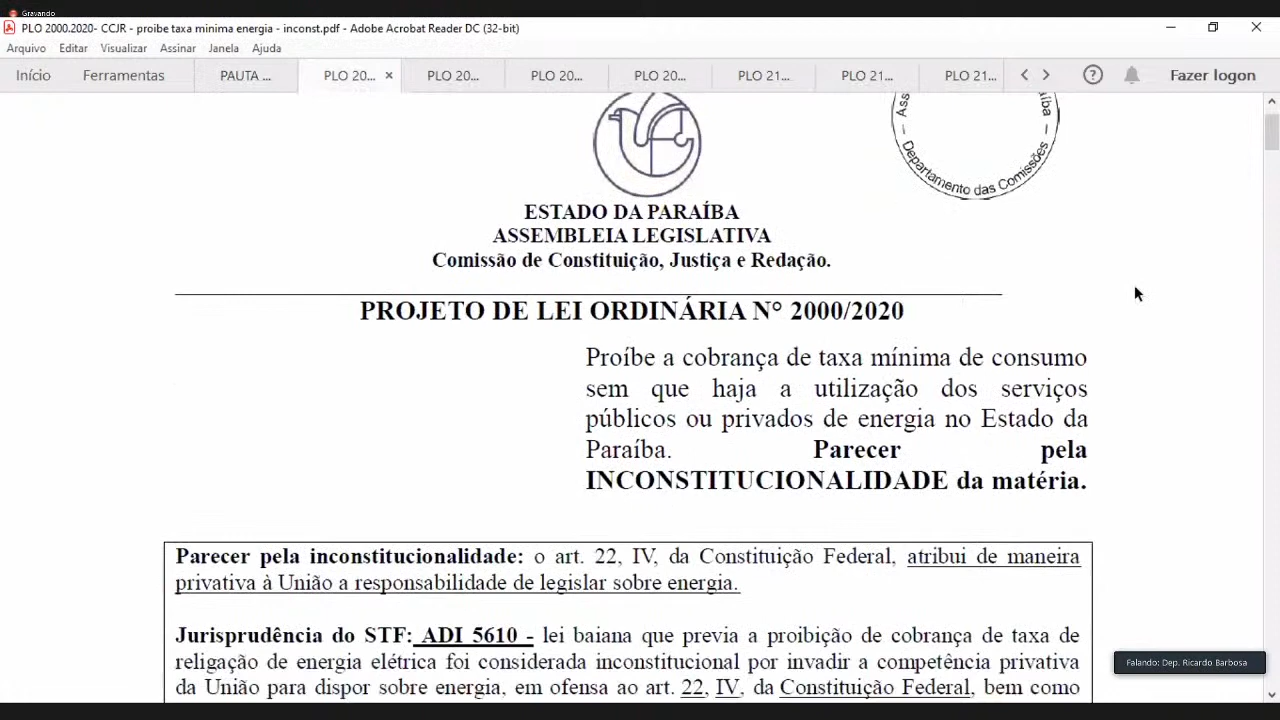 Gravando
PLO 2000.2020- CCJR - proibe taxa minima energia - inconst.pdf - Adobe Acrobat Reader DC (32-bit)
Arquivo Editar Visualizar Assinar Janela Ajuda
Início Ferramentas PAUTA ... PLO 20... × PLO 20... PLO 20... PLO 20... PLO 21... PLO 21... PLO 21... Fazer logon
Departamento das Comissões
ESTADO DA PARAÍBA
ASSEMBLEIA LEGISLATIVA
Comissão de Constituição, Justiça e Redação.
PROJETO DE LEI ORDINÁRIA N° 2000/2020
Proíbe a cobrança de taxa mínima de consumo
sem que haja a utilização dos serviços
públicos ou privados de energia no Estado da
Paraíba. Parecer pela
INCONSTITUCIONALIDADE da matéria.
Parecer pela inconstitucionalidade: o art. 22, IV, da Constituição Federal, atribui de maneira
privativa à União a responsabilidade de legislar sobre energia.
Jurisprudência do STF: ADI 5610 - lei baiana que previa a proibição de cobrança de taxa de
religação de energia elétrica foi considerada inconstitucional por invadir a competência privativa
da União para dispor sobre energia, em ofensa ao art. 22, IV, da Constituição Federal, bem como
Falando: Dep. Ricardo Barbosa